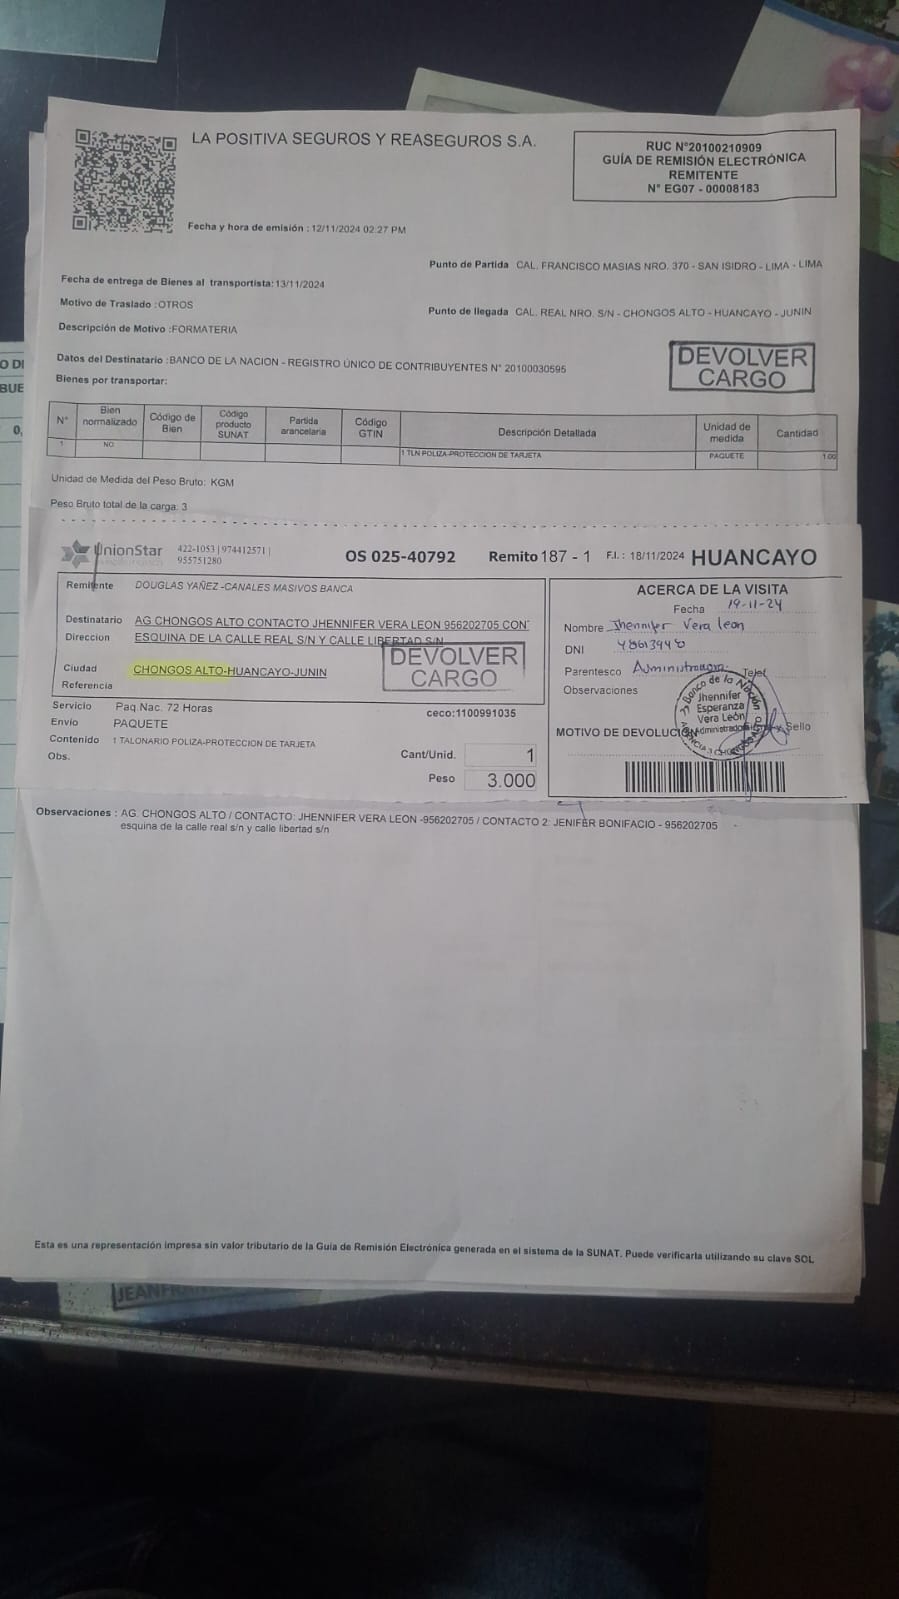 LA POSITIVA SEGUROS Y REASEGUROS S.A.
RUC N°20100210909
GUÍA DE REMISIÓN ELECTRÓNICA
REMITENTE
N° EG07 - 00008183
Fecha y hora de emisión : 12/11/2024 02:27 PM
Punto de Partida CAL. FRANCISCO MASIAS NRO. 370 - SAN ISIDRO - LIMA - LIMA
Fecha de entrega de Bienes al transportista: 13/11/2024
Motivo de Traslado :OTROS
Punto de llegada CAL. REAL NRO. S/N - CHONGOS ALTO - HUANCAYO - JUNIN
Descripción de Motivo :FORMATERIA
Datos del Destinatario :BANCO DE LA NACION - REGISTRO ÚNICO DE CONTRIBUYENTES N° 20100030595
DEVOLVER
CARGO
Bienes por transportar:
N° Bien normalizado Código de Bien Código producto SUNAT Partida arancelaria Código GTIN Descripción Detallada Unidad de medida Cantidad
1 NO 1 TLN POLIZA-PROTECCION DE TARJETA PAQUETE 1.00
Unidad de Medida del Peso Bruto: KGM
Peso Bruto total de la carga: 3
UnionStar
422-1053 | 974412571 |
955751280
OS 025-40792 Remito 187 - 1 F.I.: 18/11/2024 HUANCAYO
Remitente DOUGLAS YAÑEZ -CANALES MASIVOS BANCA
Destinatario AG CHONGOS ALTO CONTACTO JHENNIFER VERA LEON 956202705 CON
Direccion ESQUINA DE LA CALLE REAL S/N Y CALLE LIBERTAD S/N
DEVOLVER
CARGO
Ciudad CHONGOS ALTO-HUANCAYO-JUNIN
Referencia
Servicio Paq.Nac. 72 Horas
ceco:1100991035
Envío PAQUETE
Contenido 1 TALONARIO POLIZA-PROTECCION DE TARJETA
Obs.
Cant/Unid. 1
Peso 3.000
ACERCA DE LA VISITA
Fecha 19-11-24
Nombre Jhennifer Vera leon
DNI 48613948
Parentesco Administradora Telef
Observaciones
Banco de la Nación
Jhennifer
Esperanza
Vera León
Administrador
CHONGOS ALTO
MOTIVO DE DEVOLUCIÓN
Sello
Observaciones : AG. CHONGOS ALTO / CONTACTO: JHENNIFER VERA LEON -956202705 / CONTACTO 2: JENIFER BONIFACIO - 956202705
esquina de la calle real s/n y calle libertad s/n
Esta es una representación impresa sin valor tributario de la Guía de Remisión Electrónica generada en el sistema de la SUNAT. Puede verificarla utilizando su clave SOL